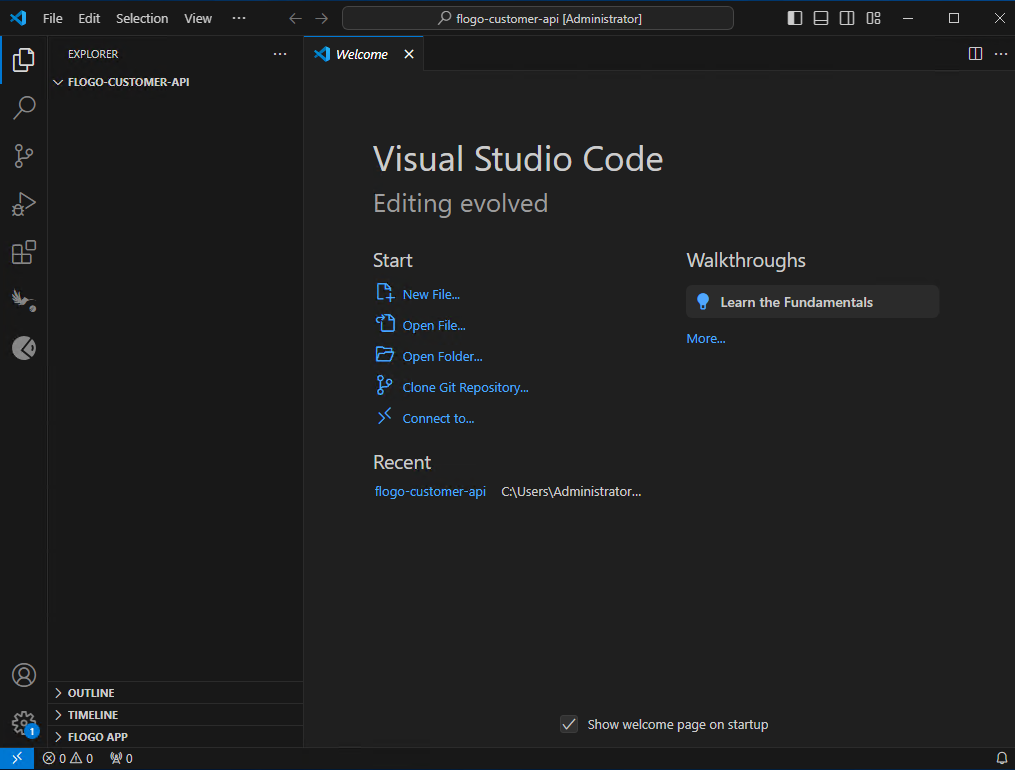 File Edit Selection View ··· flogo-customer-api [Administrator]
EXPLORER ···
Welcome
FLOGO-CUSTOMER-API
Visual Studio Code
Editing evolved
Start
New File...
Open File...
Open Folder...
Clone Git Repository...
Connect to...
Recent
flogo-customer-api C:\Users\Administrator...
Walkthroughs
Learn the Fundamentals
More...
OUTLINE
TIMELINE
FLOGO APP
Show welcome page on startup
1
0 0 0